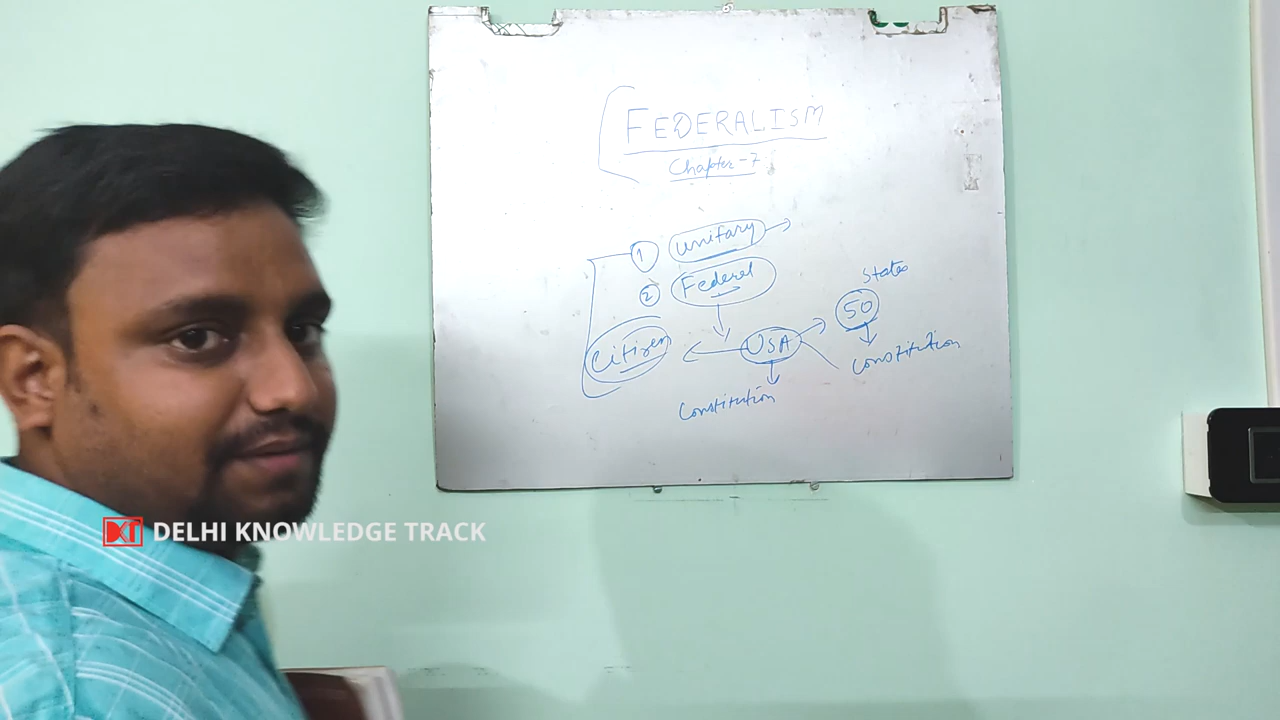 FEDERALISM
Chapter-7
1 unitary
2 Federal
States
50
Citizen
USA
Constitution
Constitution
DELHI KNOWLEDGE TRACK